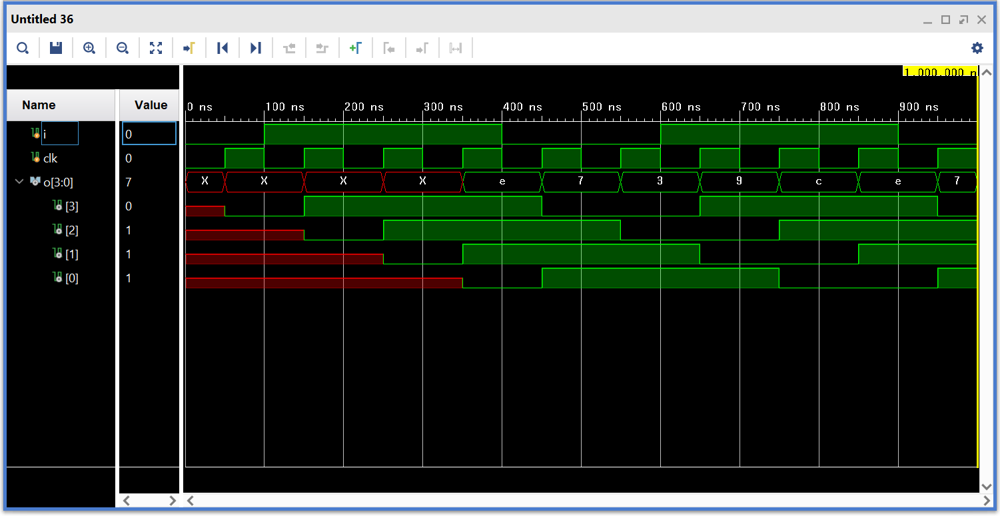 Untitled 36
1,000.000 n
Name Value
0 ns 100 ns 200 ns 300 ns 400 ns 500 ns 600 ns 700 ns 800 ns 900 ns
i 0
clk 0
o[3:0] 7 X X X X e 7 3 9 c e 7
[3] 0
[2] 1
[1] 1
[0] 1